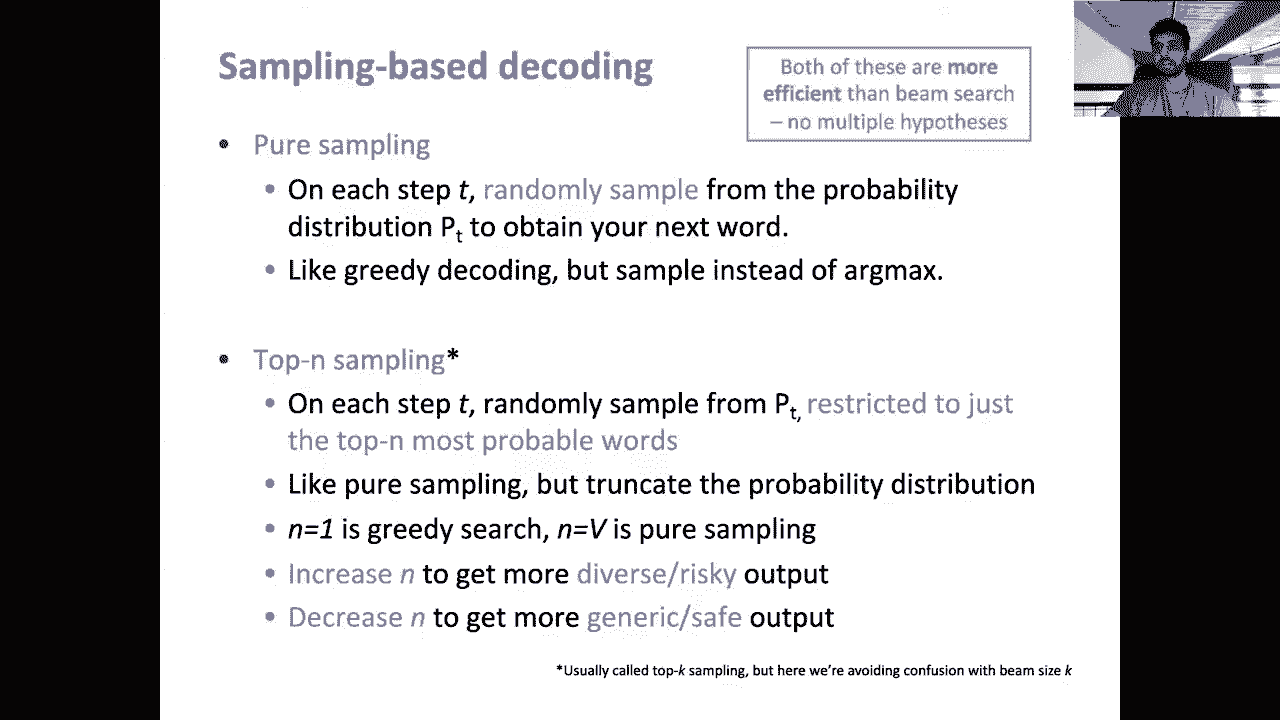 Sampling-based decoding
Both of these are more
efficient than beam search
– no multiple hypotheses
• Pure sampling
• On each step t, randomly sample from the probability
distribution Pt to obtain your next word.
• Like greedy decoding, but sample instead of argmax.
• Top-n sampling*
• On each step t, randomly sample from Pt, restricted to just
the top-n most probable words
• Like pure sampling, but truncate the probability distribution
• n=1 is greedy search, n=V is pure sampling
• Increase n to get more diverse/risky output
• Decrease n to get more generic/safe output
*Usually called top-k sampling, but here we’re avoiding confusion with beam size k